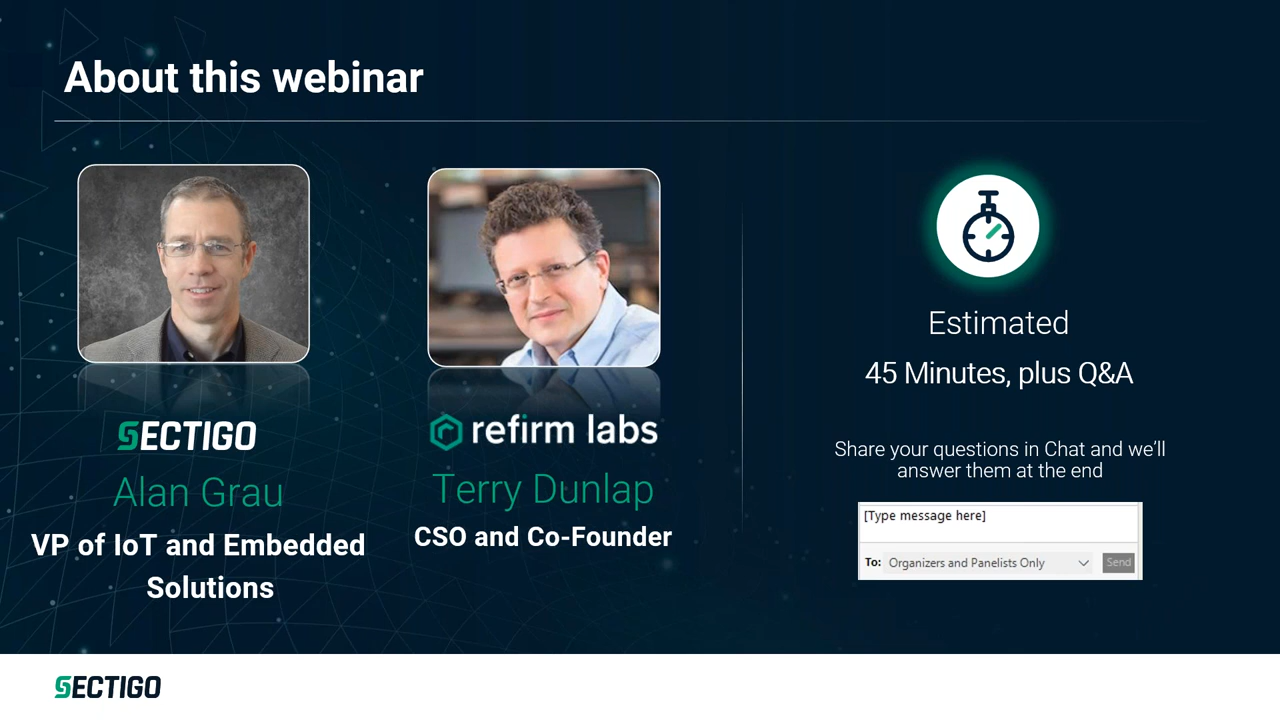 About this webinar
SECTIGO
Alan Grau
VP of IoT and Embedded
Solutions
refirm labs
Terry Dunlap
CSO and Co-Founder
Estimated
45 Minutes, plus Q&A
Share your questions in Chat and we'll
answer them at the end
[Type message here]
To: Organizers and Panelists Only Send
SECTIGO